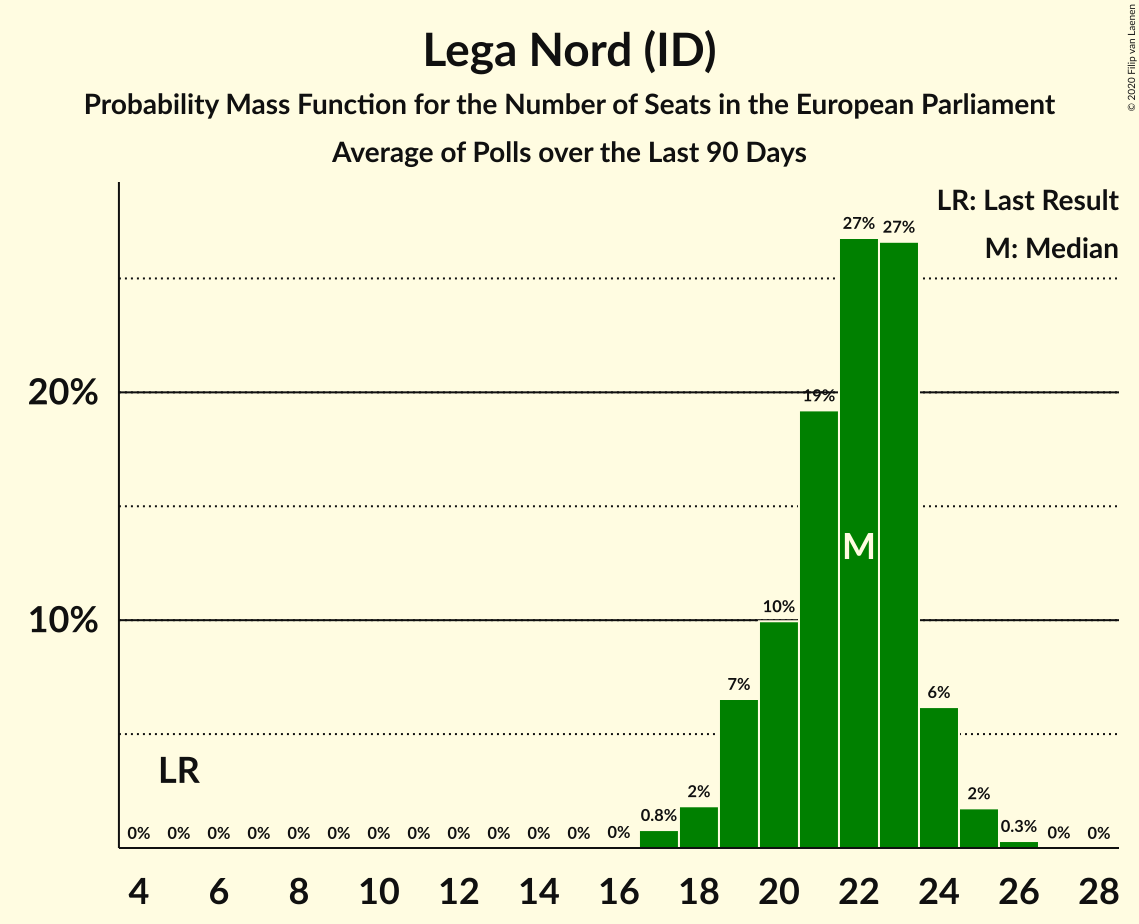 Lega Nord (ID)
Probability Mass Function for the Number of Seats in the European Parliament
Average of Polls over the Last 90 Days
© 2020 Filip van Laenen
LR: Last Result
M: Median
27% 27%
20%
19%
M
10%
10%
7% 6%
LR
2% 2%
0.8% 0.3%
0% 0% 0% 0% 0% 0% 0% 0% 0% 0% 0% 0% 0% 0% 0%
4 6 8 10 12 14 16 18 20 22 24 26 28